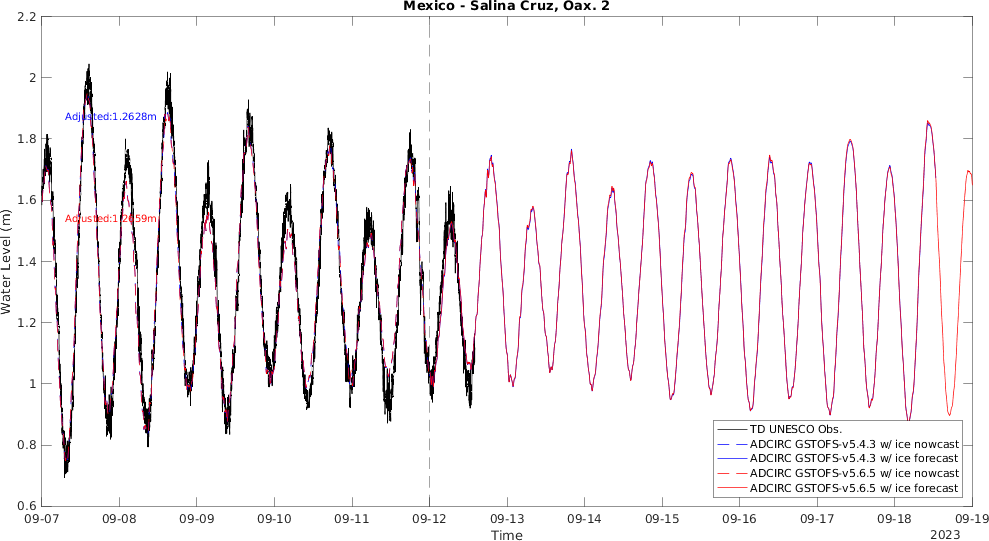 Mexico - Salina Cruz, Oax. 2
2.2
2
1.8
1.6
1.4
1.2
1
0.8
0.6
Water Level (m)
Adjusted:1.2628m
Adjusted:1.2659m
TD UNESCO Obs.
ADCIRC GSTOFS-v5.4.3 w/ ice nowcast
ADCIRC GSTOFS-v5.4.3 w/ ice forecast
ADCIRC GSTOFS-v5.6.5 w/ ice nowcast
ADCIRC GSTOFS-v5.6.5 w/ ice forecast
09-07 09-08 09-09 09-10 09-11 09-12 09-13 09-14 09-15 09-16 09-17 09-18 09-19
Time
2023